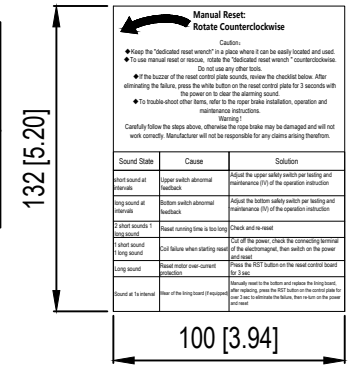 Manual Reset:
Rotate Counterclockwise
Caution:
◆Keep the "dedicated reset wrench" in a place where it can be easily located and used.
◆To use manual reset or rescue, rotate the "dedicated reset wrench " counterclockwise.
Do not use any other tools.
◆If the buzzer of the reset control plate sounds, review the checklist below. After
eliminating the failure, press the white button on the reset control plate for 3 seconds with
the power on to clear the alarming sound.
◆To trouble-shoot other items, refer to the roper brake installation, operation and
maintenance instructions.
Warning !
Carefully follow the steps above, otherwise the rope brake may be damaged and will not
work correctly. Manufacturer will not be responsible for any claims arising therefrom.
Sound State Cause Solution
short sound at
intervals
Upper switch abnormal
feedback
Adjust the upper safety switch per testing and
maintenance (IV) of the operation instruction
long sound at
intervals
Bottom switch abnormal
feedback
Adjust the bottom safety switch per testing and
maintenance (IV) of the operation instruction
2 short sounds 1
long sound
Reset running time is too long
Check and re-reset
1 short sound
1 long sound
Coil failure when starting reset
Cut off the power, check the connecting terminal
of the electromagnet, then switch on the power
and reset
Long sound
Reset motor over-current
protection
Press the RST button on the reset control board
for 3 sec
Sound at 1s interval
Wear of the lining board (if equipped)
Manually reset to the bottom and replace the lining board,
after replacing, press the RST button on the control plate for
over 3 sec to eliminate the failure, then re-turn on the power
and reset
132 [5.20]
100 [3.94]